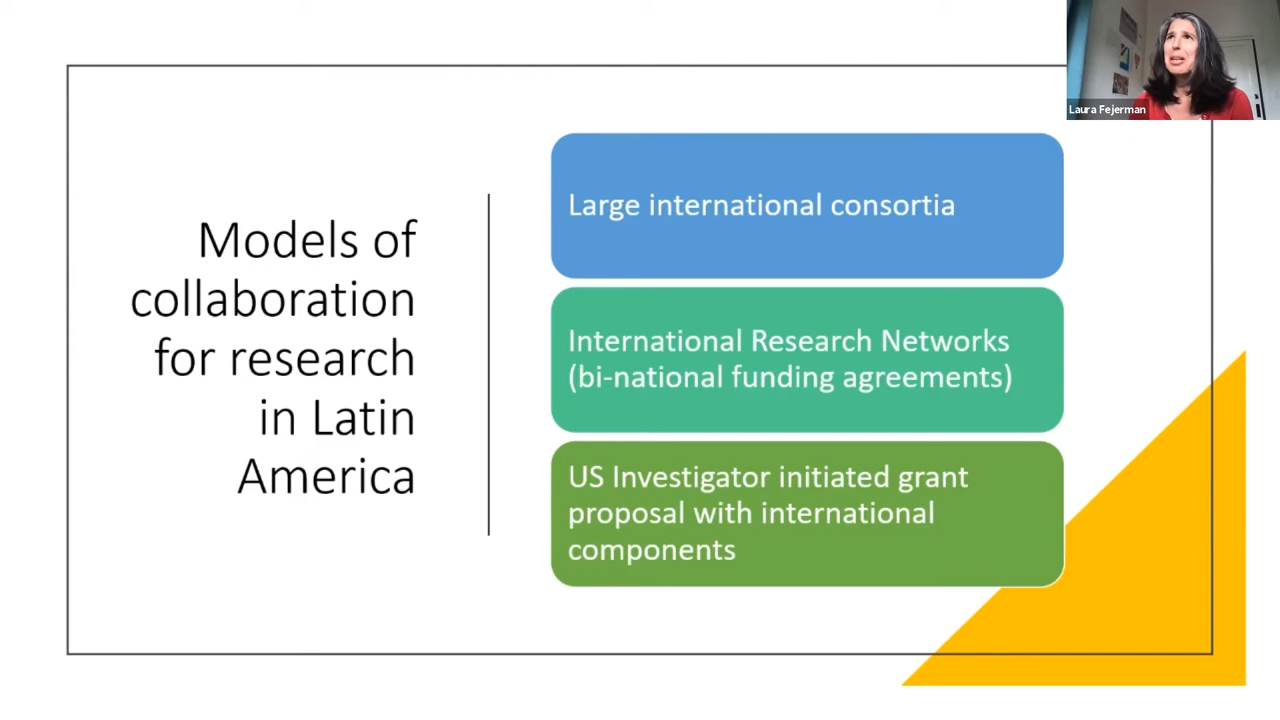 Models of
collaboration
for research
in Latin
America
Large international consortia
International Research Networks
(bi-national funding agreements)
US Investigator initiated grant
proposal with international
components
Laura Fejerman